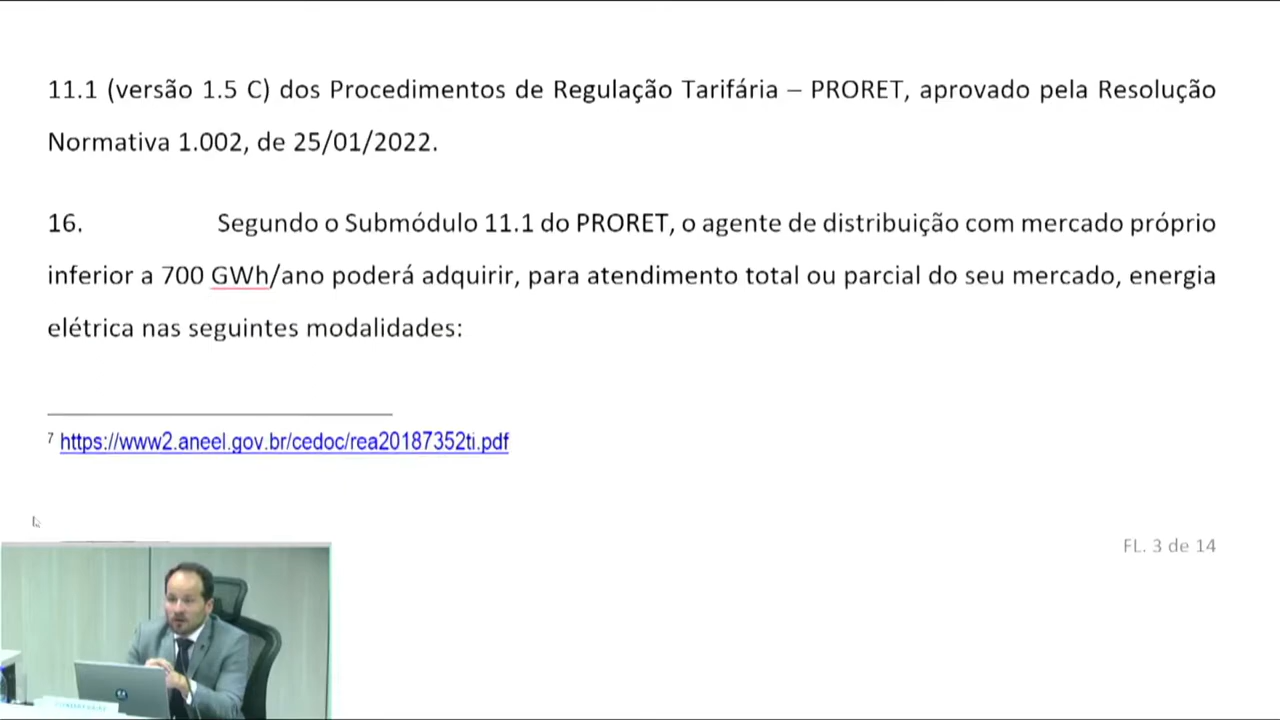 11.1 (versão 1.5 C) dos Procedimentos de Regulação Tarifária – PRORET, aprovado pela Resolução
Normativa 1.002, de 25/01/2022.
16. Segundo o Submódulo 11.1 do PRORET, o agente de distribuição com mercado próprio
inferior a 700 GWh/ano poderá adquirir, para atendimento total ou parcial do seu mercado, energia
elétrica nas seguintes modalidades:
7 https://www2.aneel.gov.br/cedoc/rea20187352ti.pdf
FL. 3 de 14